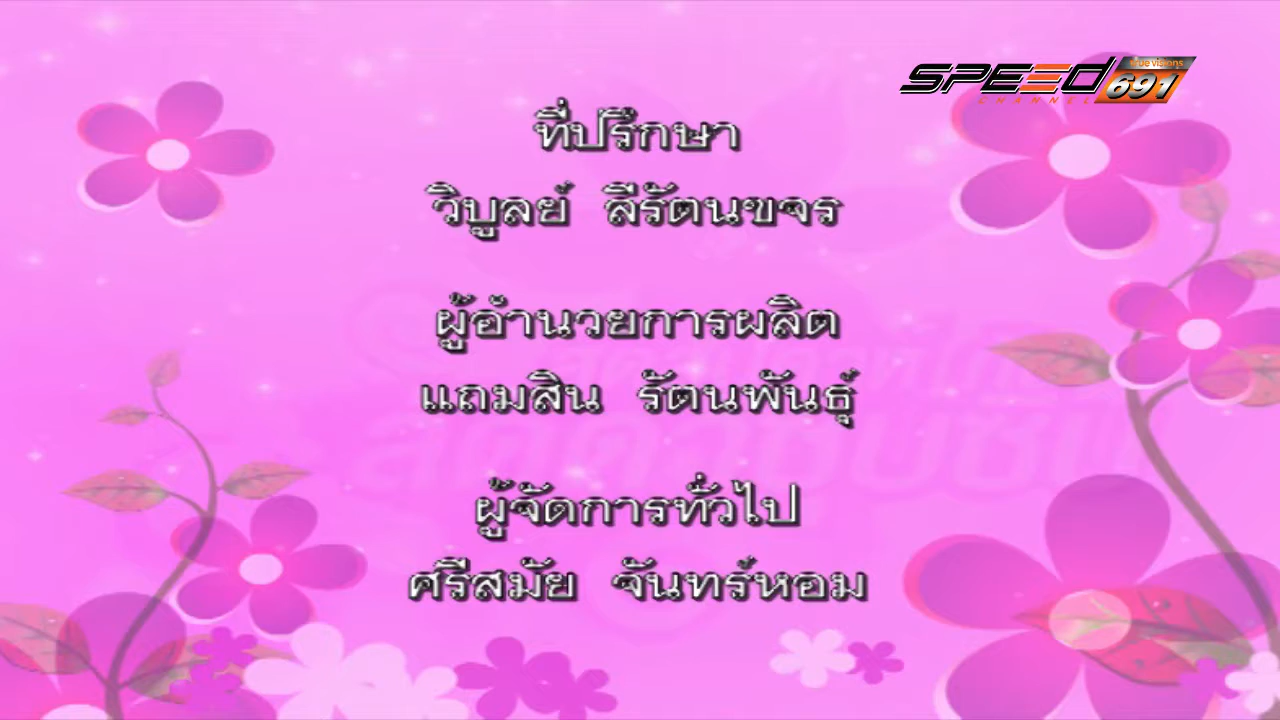 SPEED
CHANNEL
true visions
691
ที่ปรึกษา
วิบูลย์ ลีรัตนขจร
ผู้อำนวยการผลิต
แถมสิน รัตนพันธุ์
ผู้จัดการทั่วไป
ศรีสมัย จันทร์หอม